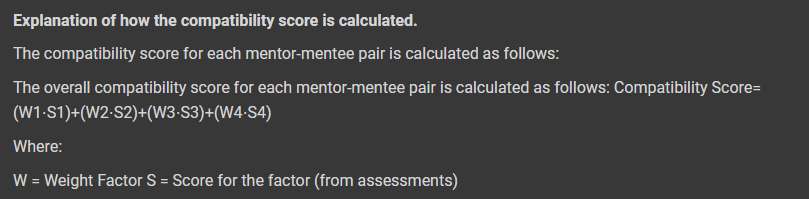 Explanation of how the compatibility score is calculated.
The compatibility score for each mentor-mentee pair is calculated as follows:
The overall compatibility score for each mentor-mentee pair is calculated as follows: Compatibility Score=
(W1⋅S1)+(W2⋅S2)+(W3⋅S3)+(W4⋅S4)
Where:
W = Weight Factor S = Score for the factor (from assessments)